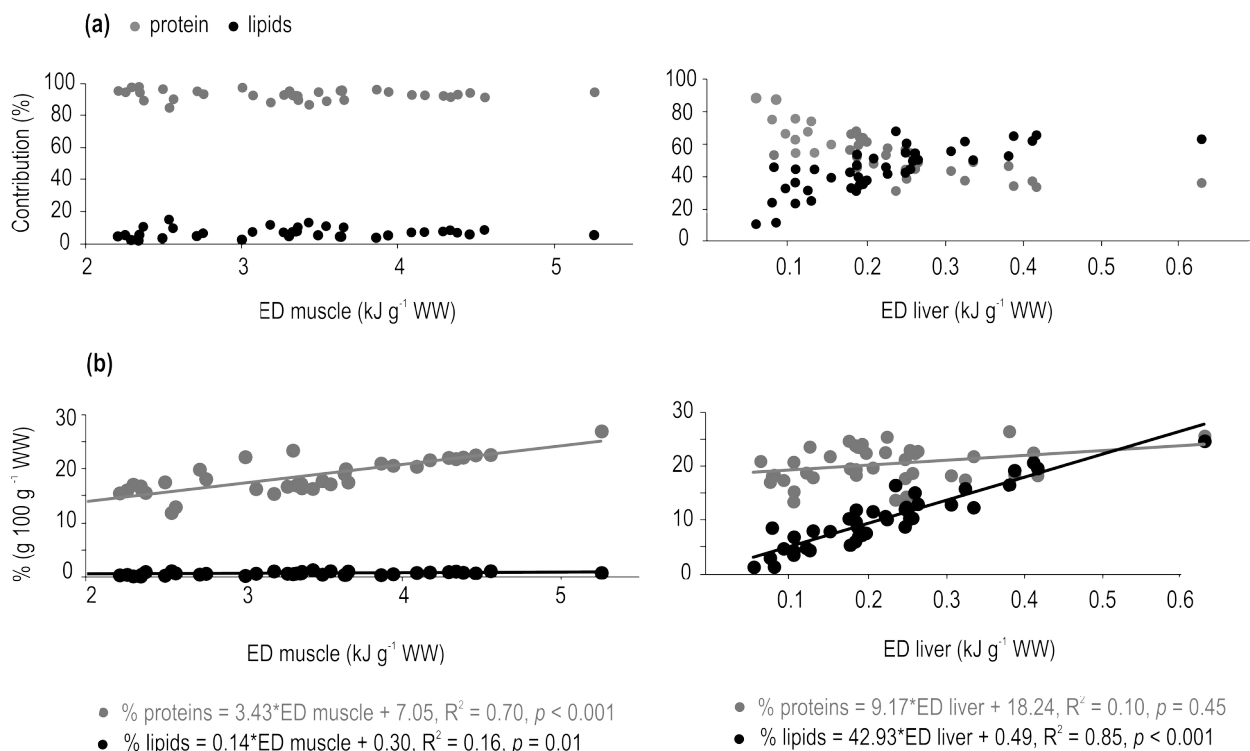 (a) protein lipids
Contribution (%)
100
80
60
40
20
0
2 3 4 5
ED muscle (kJ g⁻¹ WW)
100
80
60
40
20
0
0.1 0.2 0.3 0.4 0.5 0.6
ED liver (kJ g⁻¹ WW)
(b)
% (g 100 g⁻¹ WW)
30
20
10
0
2 3 4 5
ED muscle (kJ g⁻¹ WW)
30
20
10
0
0.1 0.2 0.3 0.4 0.5 0.6
ED liver (kJ g⁻¹ WW)
% proteins = 3.43*ED muscle + 7.05, R² = 0.70, p < 0.001
% lipids = 0.14*ED muscle + 0.30, R² = 0.16, p = 0.01
% proteins = 9.17*ED liver + 18.24, R² = 0.10, p = 0.45
% lipids = 42.93*ED liver + 0.49, R² = 0.85, p < 0.001